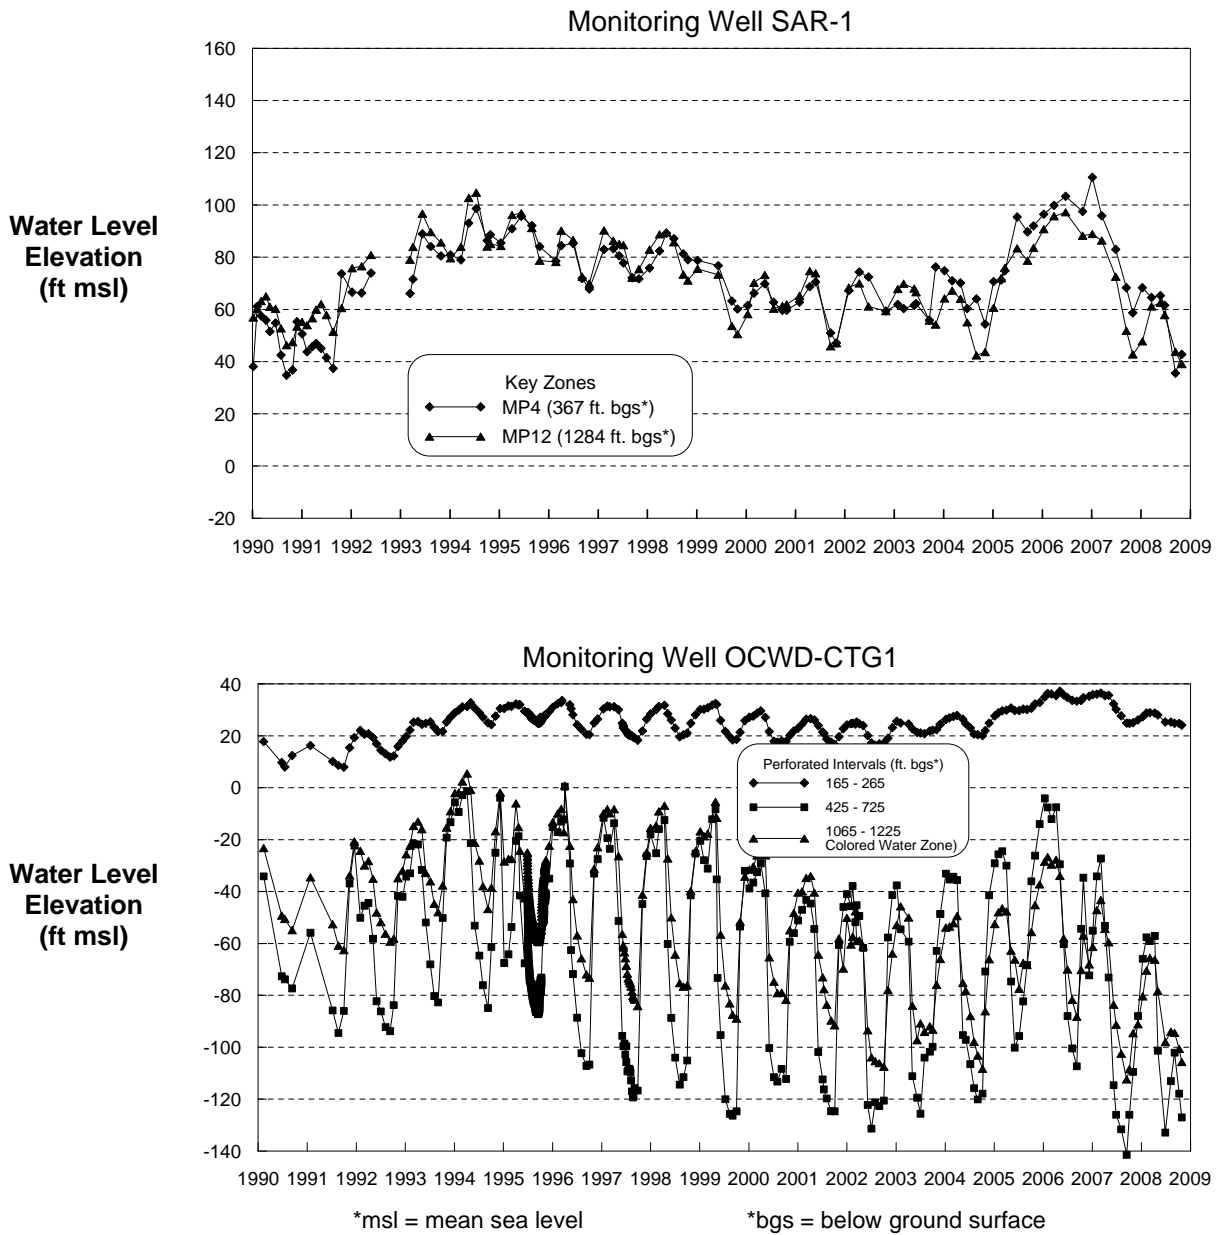 Monitoring Well SAR-1
160
140
120
100
80
60
40
20
0
-20
Water Level
Elevation
(ft msl)
Key Zones
MP4 (367 ft. bgs*)
MP12 (1284 ft. bgs*)
1990 1991 1992 1993 1994 1995 1996 1997 1998 1999 2000 2001 2002 2003 2004 2005 2006 2007 2008 2009
Monitoring Well OCWD-CTG1
40
20
0
-20
-40
-60
-80
-100
-120
-140
Water Level
Elevation
(ft msl)
Perforated Intervals (ft. bgs*)
165 - 265
425 - 725
1065 - 1225
Colored Water Zone)
1990 1991 1992 1993 1994 1995 1996 1997 1998 1999 2000 2001 2002 2003 2004 2005 2006 2007 2008 2009
*msl = mean sea level
*bgs = below ground surface